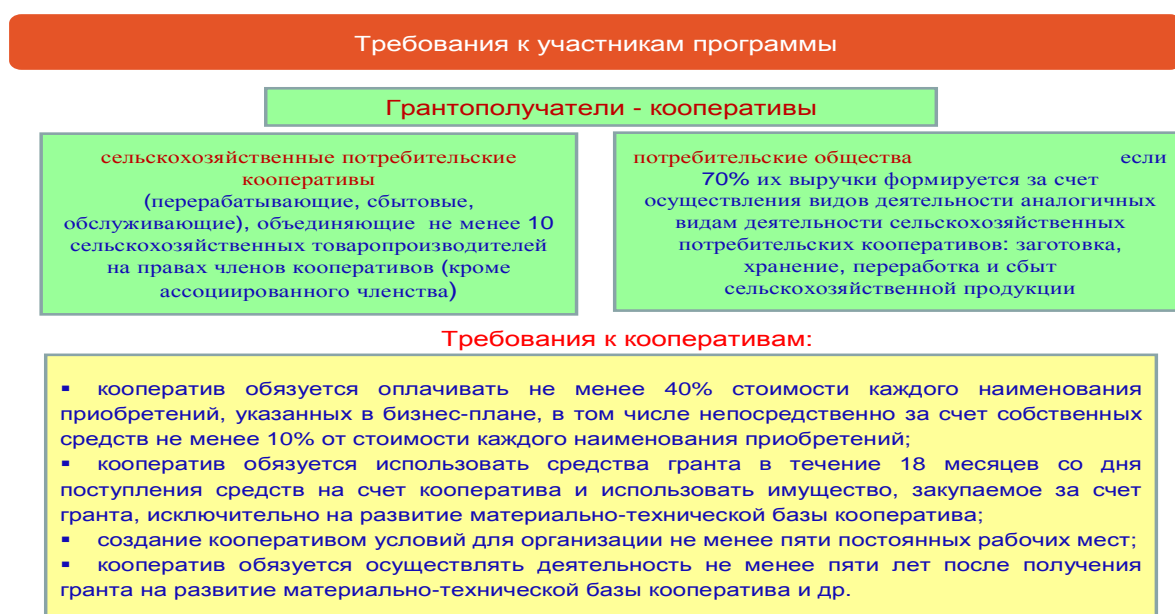 Требования к участникам программы
Грантополучатели - кооперативы
сельскохозяйственные потребительские
кооперативы
(перерабатывающие, сбытовые,
обслуживающие), объединяющие не менее 10
сельскохозяйственных товаропроизводителей
на правах членов кооперативов (кроме
ассоциированного членства)
потребительские общества если
70% их выручки формируется за счет
осуществления видов деятельности аналогичных
видам деятельности сельскохозяйственных
потребительских кооперативов: заготовка,
хранение, переработка и сбыт
сельскохозяйственной продукции
Требования к кооперативам:
▪ кооператив обязуется оплачивать не менее 40% стоимости каждого наименования
приобретений, указанных в бизнес-плане, в том числе непосредственно за счет собственных
средств не менее 10% от стоимости каждого наименования приобретений;
▪ кооператив обязуется использовать средства гранта в течение 18 месяцев со дня
поступления средств на счет кооператива и использовать имущество, закупаемое за счет
гранта, исключительно на развитие материально-технической базы кооператива;
▪ создание кооперативом условий для организации не менее пяти постоянных рабочих мест;
▪ кооператив обязуется осуществлять деятельность не менее пяти лет после получения
гранта на развитие материально-технической базы кооператива и др.